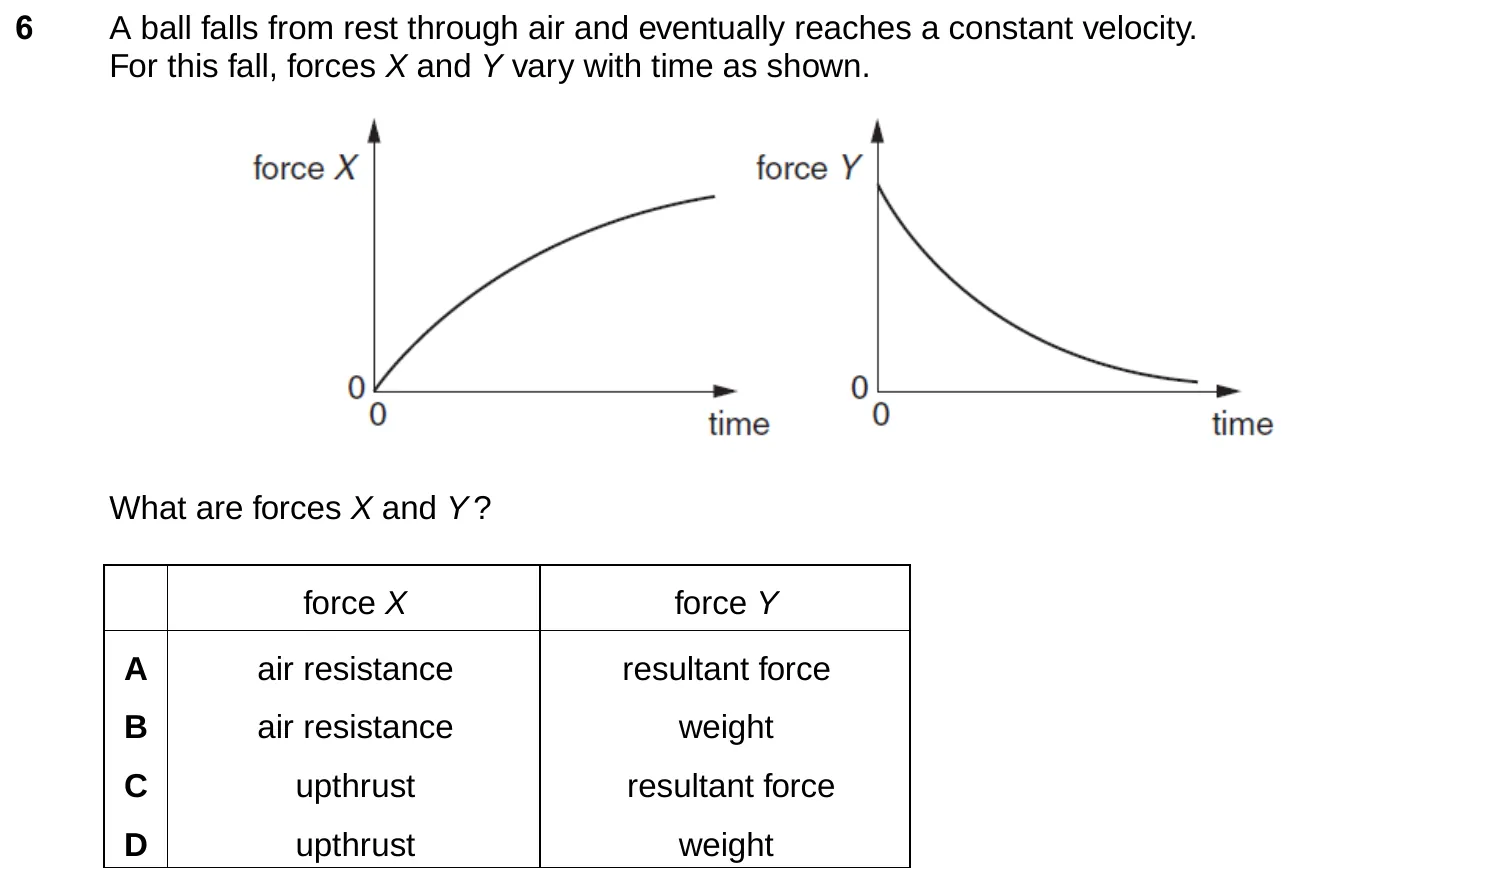 6 A ball falls from rest through air and eventually reaches a constant velocity.
For this fall, forces X and Y vary with time as shown.
force X
0
0
time
force Y
0
0
time
What are forces X and Y?
force X force Y
A air resistance resultant force
B air resistance weight
C upthrust resultant force
D upthrust weight